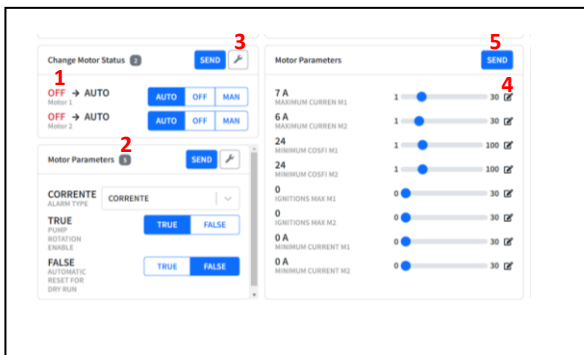 3
5
Change Motor Status 2 SEND
Motor Parameters SEND
1
4
OFF → AUTO AUTO OFF MAN
Motor 1
OFF → AUTO AUTO OFF MAN
Motor 2
2
Motor Parameters 5 SEND
CORRENTE CORRENTE
ALARM TYPE
TRUE TRUE FALSE
PUMP
ROTATION
ENABLE
FALSE TRUE FALSE
AUTOMATIC
RESET FOR
DRY RUN
7 A 1 30
MAXIMUM CURREN M1
6 A 1 30
MAXIMUM CURREN M2
24 1 100
MINIMUM COSFI M1
24 1 100
MINIMUM COSFI M2
0 0 30
IGNITIONS MAX M1
0 0 30
IGNITIONS MAX M2
0 A 0 30
MINIMUM CURRENT M1
0 A 0 30
MINIMUM CURRENT M2